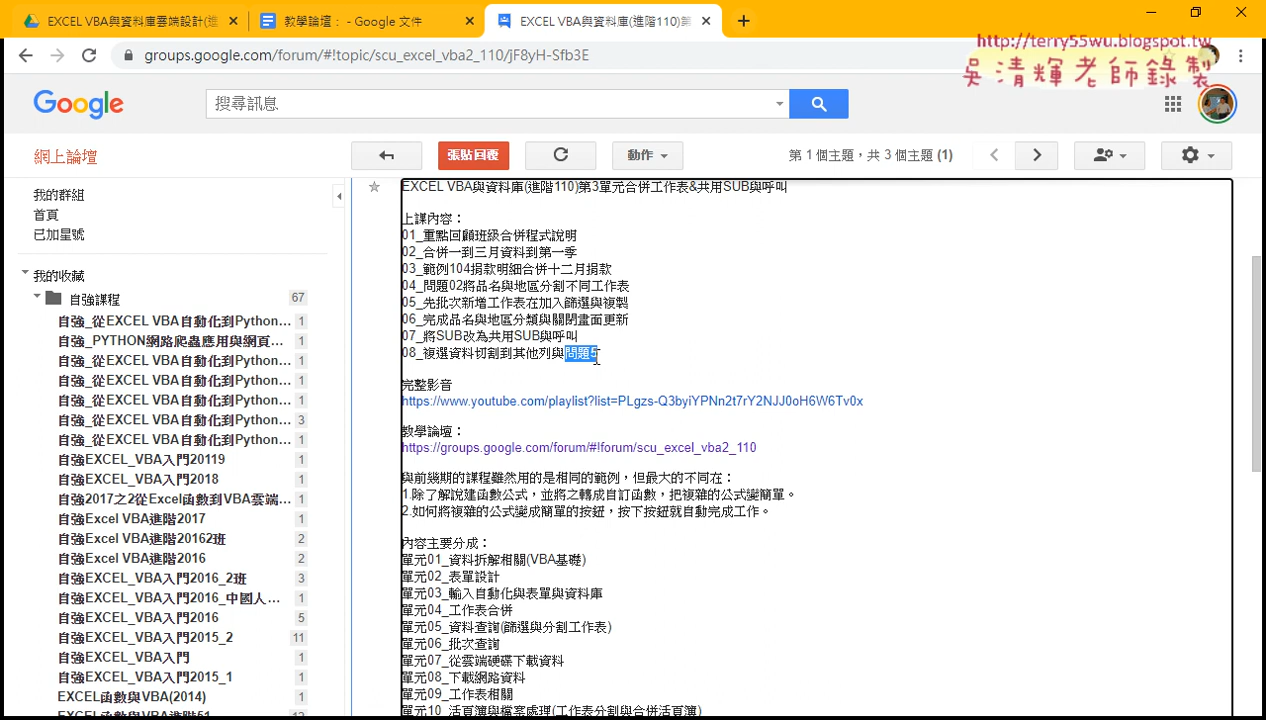 EXCEL VBA與資料庫雲端設計(進
教學論壇： - Google 文件
EXCEL VBA與資料庫(進階110)第
groups.google.com/forum/#!topic/scu_excel_vba2_110/jF8yH-Sfb3E
http://terry55wu.blogspot.tw
吳清輝老師錄製
Google
搜尋訊息
網上論壇
張貼回覆
動作
第 1 個主題，共 3 個主題 (1)
我的群組
首頁
已加星號
我的收藏
自強課程 67
自強_從EXCEL VBA自動化到Python... 1
自強_PYTHON網路爬蟲應用與網頁... 1
自強_從EXCEL VBA自動化到Python... 1
自強_從EXCEL VBA自動化到Python... 1
自強_從EXCEL VBA自動化到Python... 1
自強_從EXCEL VBA自動化到Python... 3
自強_從EXCEL VBA自動化到Python... 1
自強EXCEL_VBA入門20119 1
自強EXCEL_VBA入門2018 1
自強2017之2從Excel函數到VBA雲端... 1
自強Excel VBA進階2017 1
自強Excel VBA進階20162班 2
自強Excel VBA進階2016 2
自強EXCEL_VBA入門2016_2班 3
自強EXCEL_VBA入門2016_中國人... 1
自強EXCEL_VBA入門2016 5
自強EXCEL_VBA入門2015_2 11
自強EXCEL_VBA入門 1
自強EXCEL_VBA入門2015_1 1
EXCEL函數與VBA(2014) 1
EXCEL函數與VBA進階51 12
EXCEL VBA與資料庫(進階110)第3單元合併工作表&共用SUB與呼叫
上課內容：
01_重點回顧班級合併程式說明
02_合併一到三月資料到第一季
03_範例104捐款明細合併十二月捐款
04_問題02將品名與地區分割不同工作表
05_先批次新增工作表在加入篩選與複製
06_完成品名與地區分類與關閉畫面更新
07_將SUB改為共用SUB與呼叫
08_複選資料切割到其他列與問題5
完整影音
https://www.youtube.com/playlist?list=PLgzs-Q3byiYPNn2t7rY2NJJ0oH6W6Tv0x
教學論壇：
https://groups.google.com/forum/#!forum/scu_excel_vba2_110
與前幾期的課程雖然用的是相同的範例，但最大的不同在：
1.除了解說建函數公式，並將之轉成自訂函數，把複雜的公式變簡單。
2.如何將複雜的公式變成簡單的按鈕，按下按鈕就自動完成工作。
內容主要分成：
單元01_資料拆解相關(VBA基礎)
單元02_表單設計
單元03_輸入自動化與表單與資料庫
單元04_工作表合併
單元05_資料查詢(篩選與分割工作表)
單元06_批次查詢
單元07_從雲端硬碟下載資料
單元08_下載網路資料
單元09_工作表相關
單元10_活頁簿與檔案處理(工作表分割與合併活頁簿)